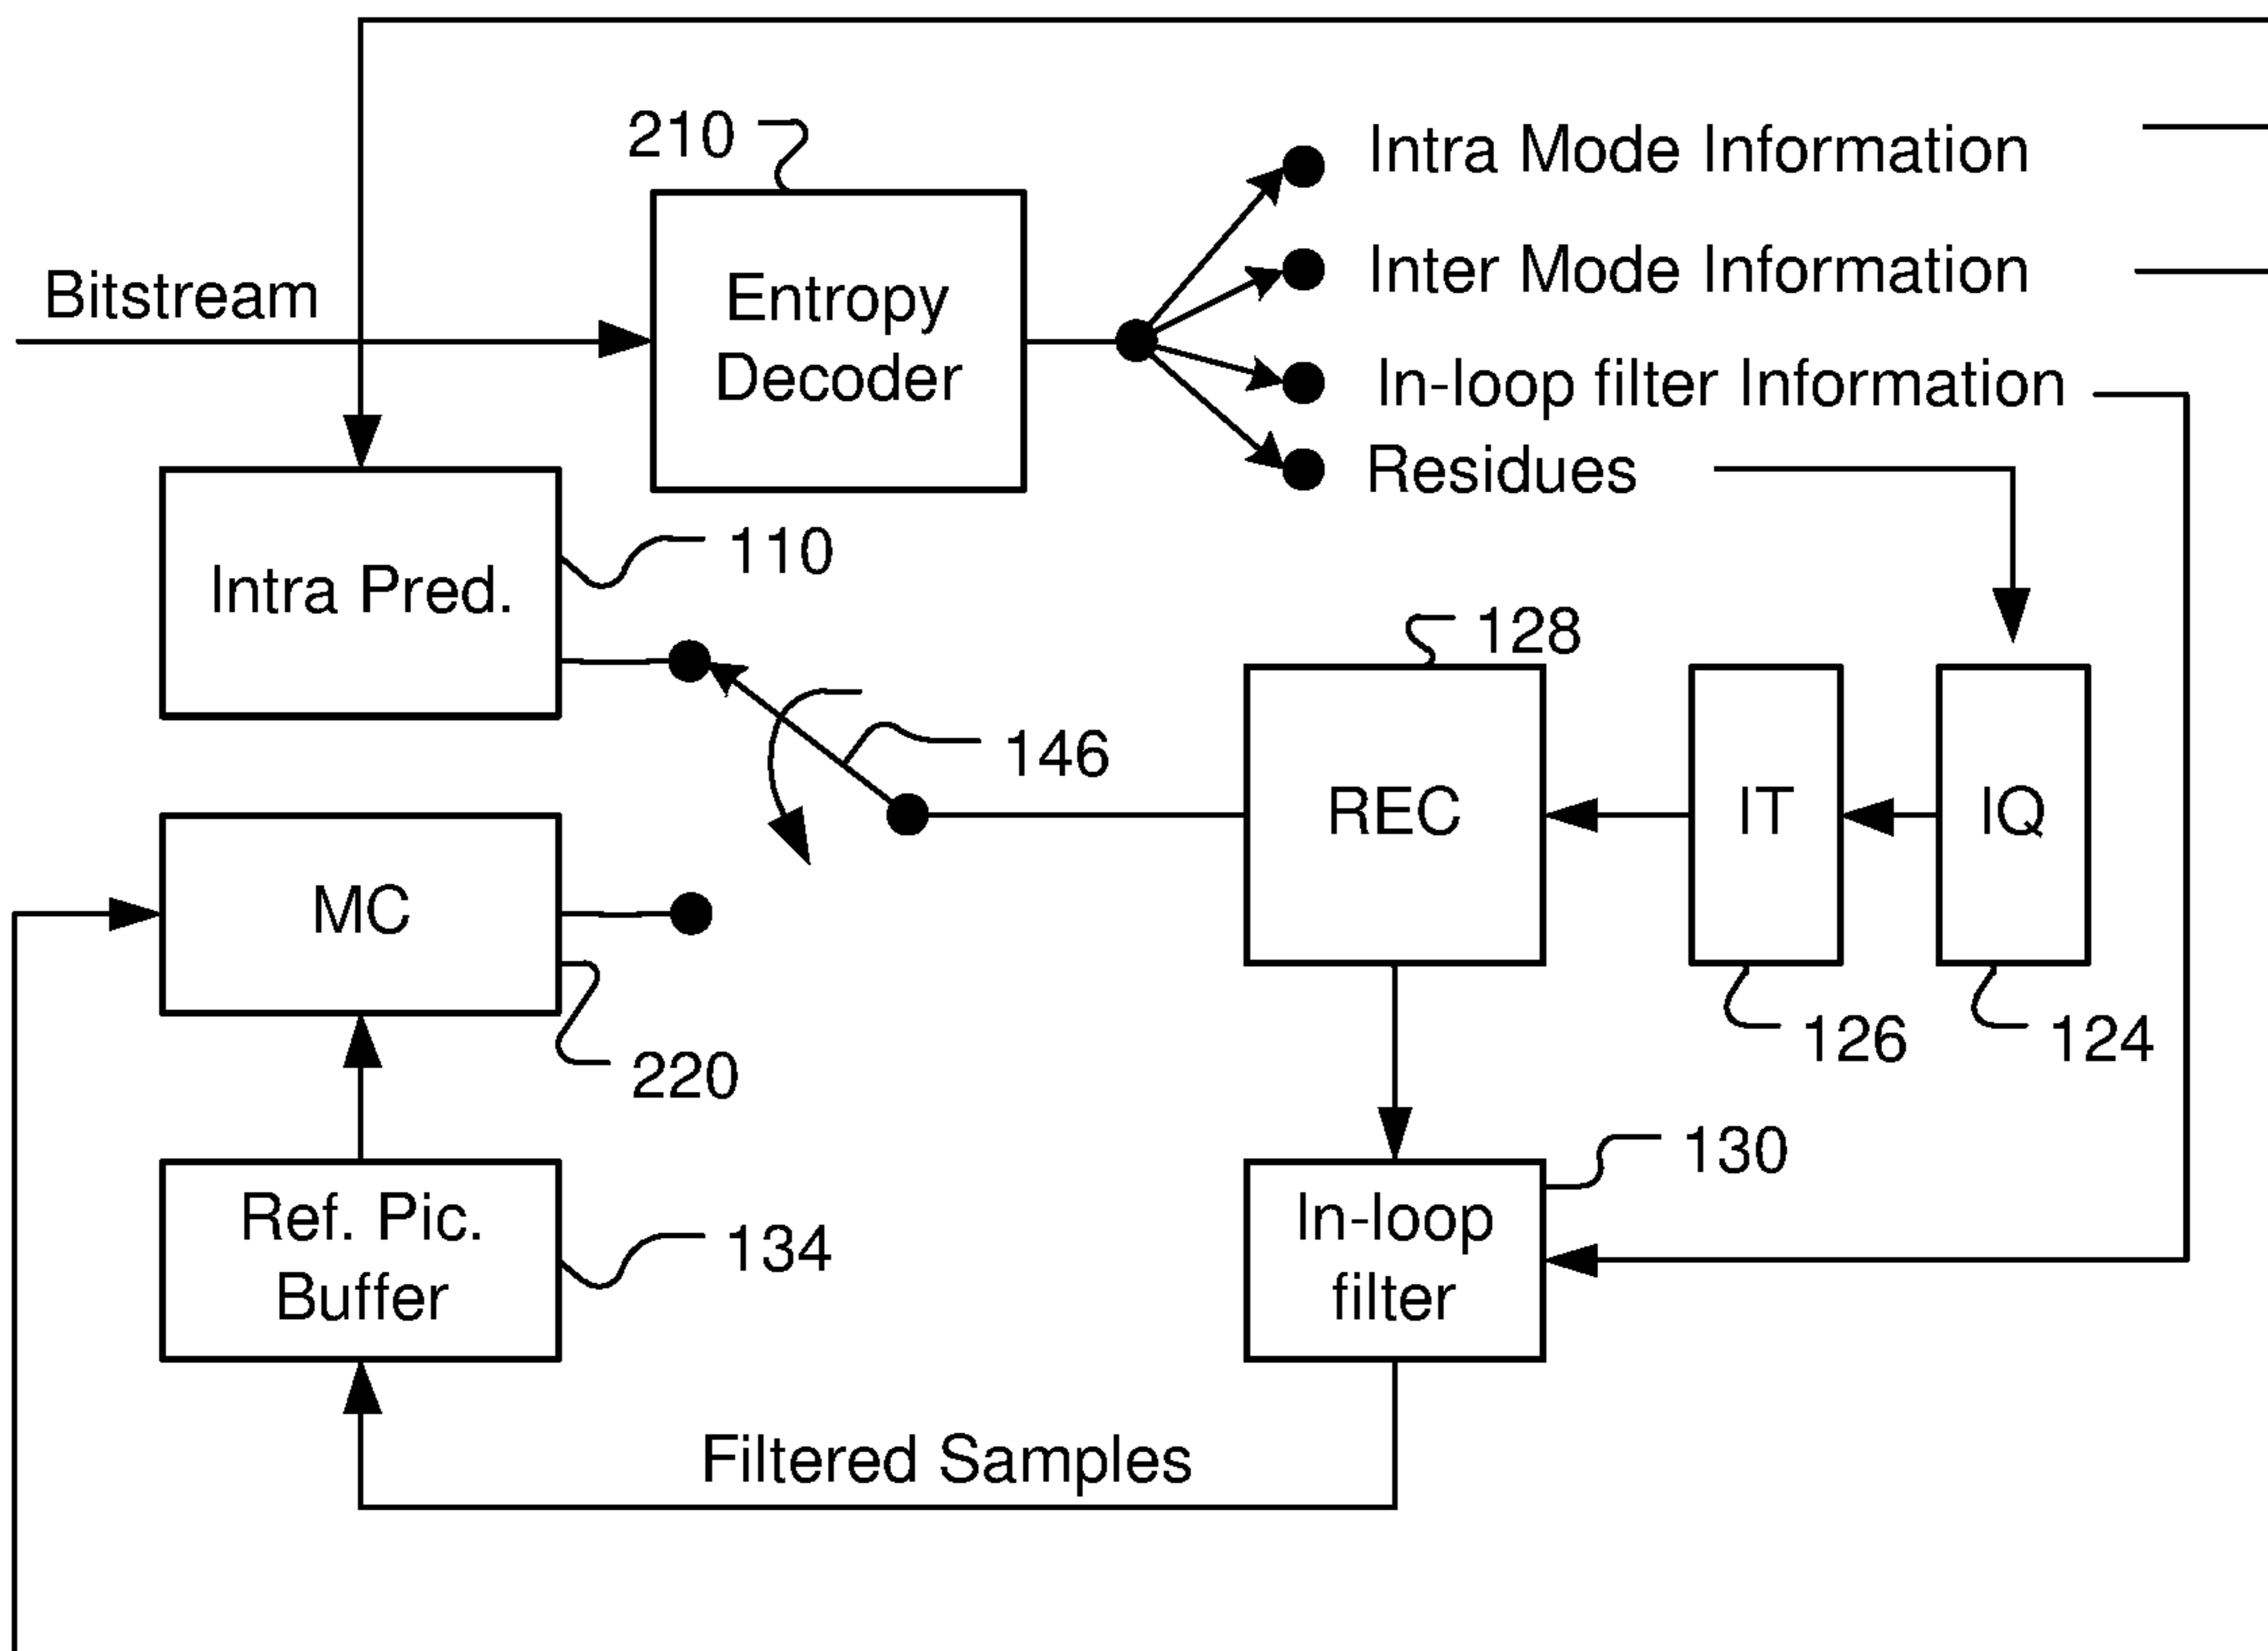 210
Intra Mode Information
Inter Mode Information
Bitstream
Entropy
Decoder
In-loop filter Information
Residues
110
Intra Pred.
128
146
REC
IT
IQ
MC
126
124
220
130
Ref. Pic.
Buffer
134
In-loop
filter
Filtered Samples